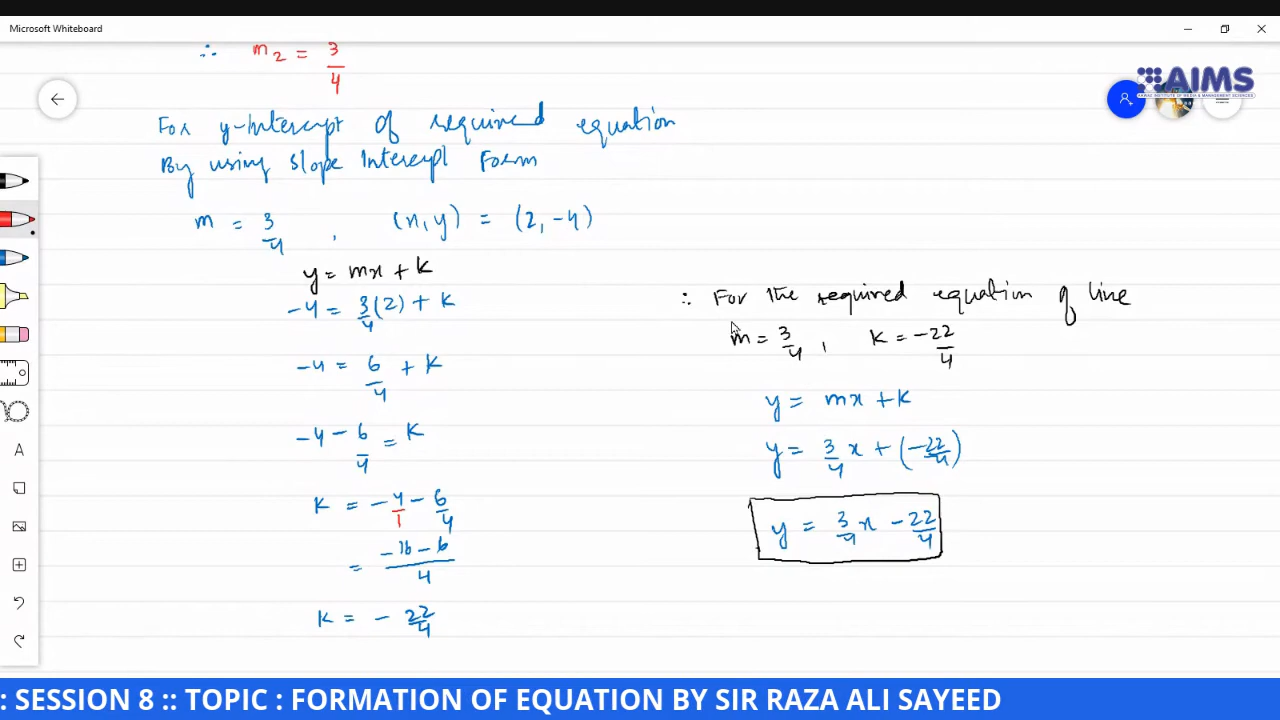 Microsoft Whiteboard
∴ m₂ = 3/4
AIMS
For y-Intercept of required equation
By using slope Intercept Form
m = 3/4 , (x,y) = (2, -4)
y = mx + K
-4 = 3/4 (2) + K
-4 = 6/4 + K
-4 - 6/4 = K
K = -4/1 - 6/4
= -16 - 6 / 4
K = - 22/4
∴ For the required equation of line
m = 3/4 , K = -22/4
y = mx + K
y = 3/4 x + (-22/4)
y = 3/4 x - 22/4
A
: SESSION 8 :: TOPIC : FORMATION OF EQUATION BY SIR RAZA ALI SAYEED